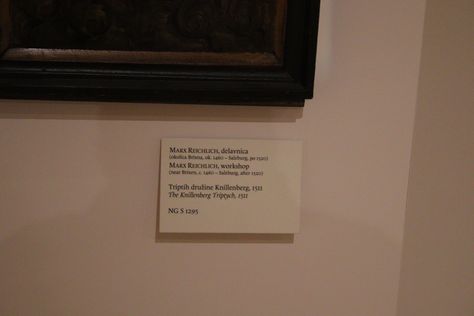 MARX REICHLICH, delavnica
(okolica Brixna, ok. 1460 – Salzburg, po 1520)
MARX REICHLICH, workshop
(near Brixen, c. 1460 – Salzburg, after 1520)
Triptih družine Knillenberg, 1511
The Knillenberg Triptych, 1511
NG S 1295